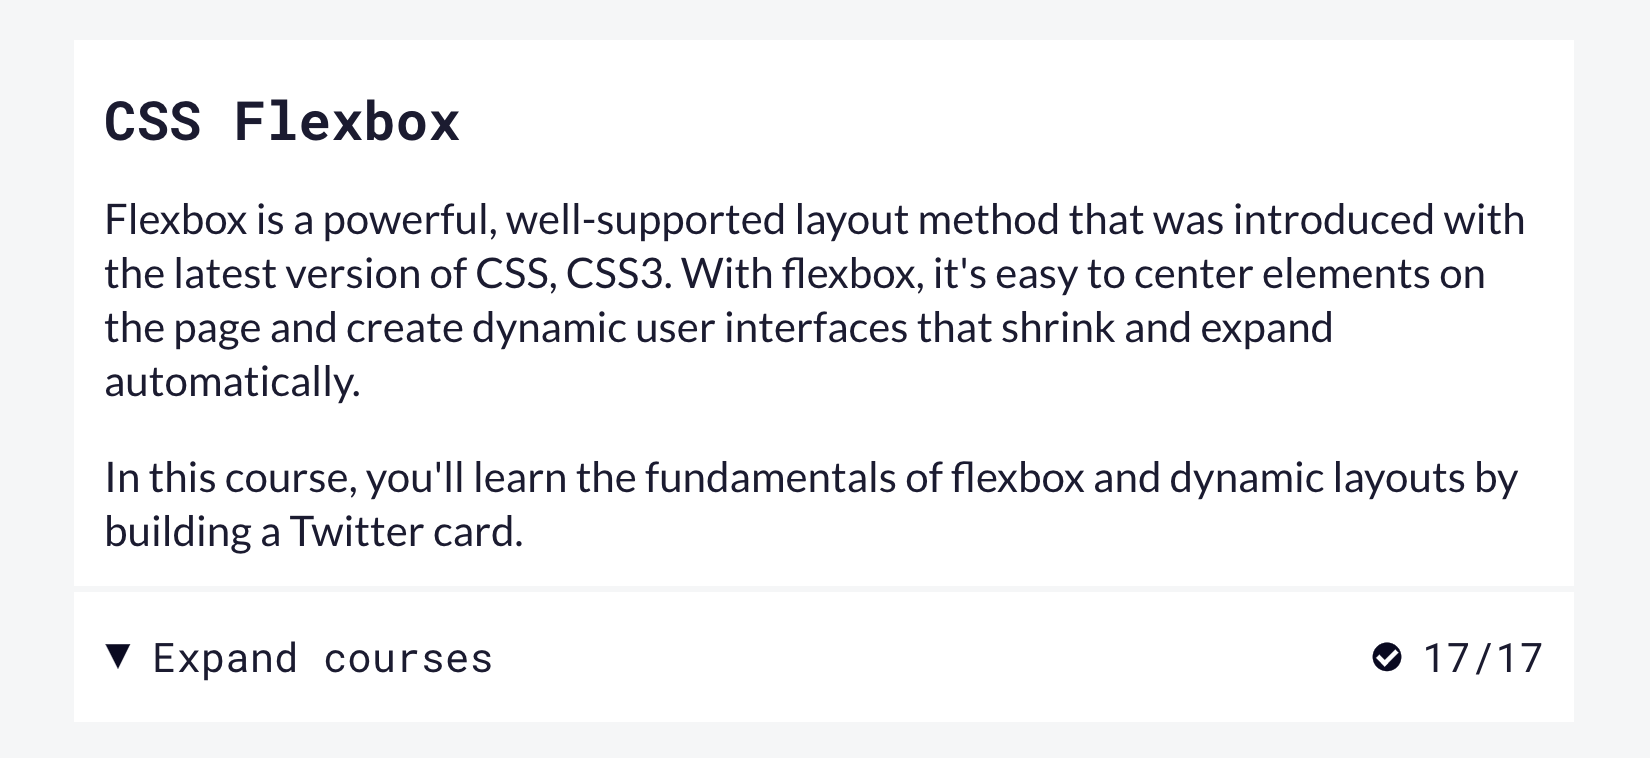 CSS Flexbox
Flexbox is a powerful, well-supported layout method that was introduced with
the latest version of CSS, CSS3. With flexbox, it's easy to center elements on
the page and create dynamic user interfaces that shrink and expand
automatically.
In this course, you'll learn the fundamentals of flexbox and dynamic layouts by
building a Twitter card.
Expand courses 17/17